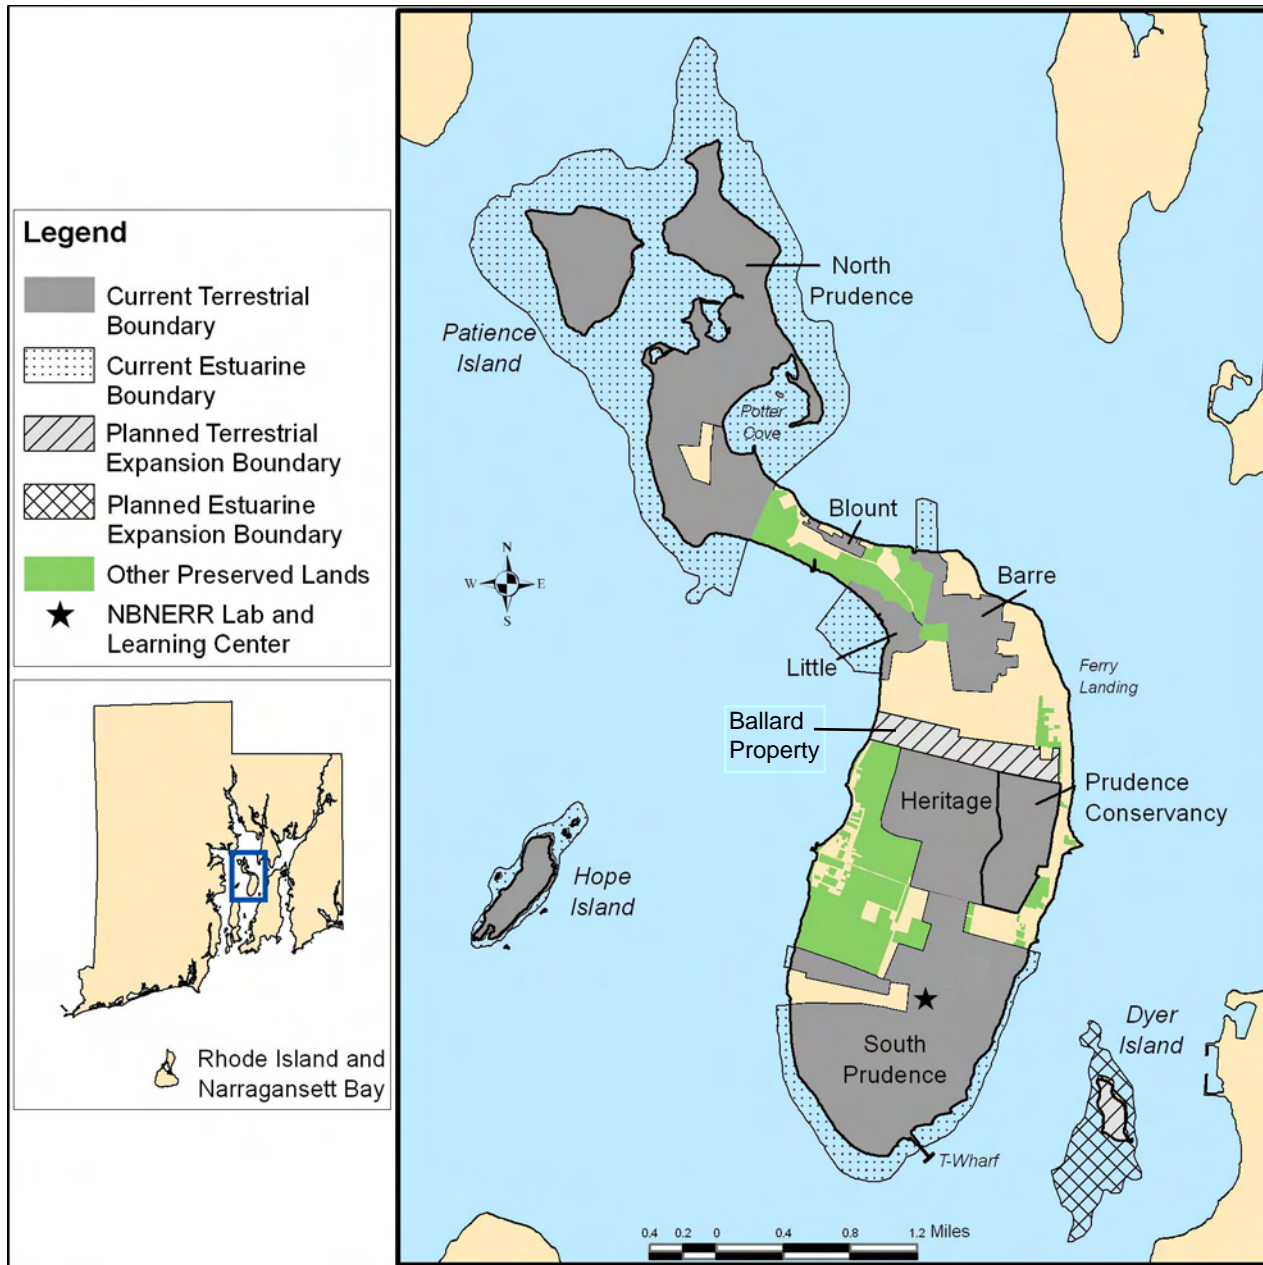 Legend
Current Terrestrial
Boundary
Current Estuarine
Boundary
Planned Terrestrial
Expansion Boundary
Planned Estuarine
Expansion Boundary
Other Preserved Lands
NBNERR Lab and
Learning Center
Rhode Island and
Narragansett Bay
North
Prudence
Patience
Island
Potter
Cove
Blount
N
W
E
S
Barre
Little
Ferry
Landing
Ballard
Property
Heritage
Prudence
Conservancy
Hope
Island
South
Prudence
Dyer
Island
T-Wharf
0.4 0.2 0 0.4 0.8 1.2 Miles